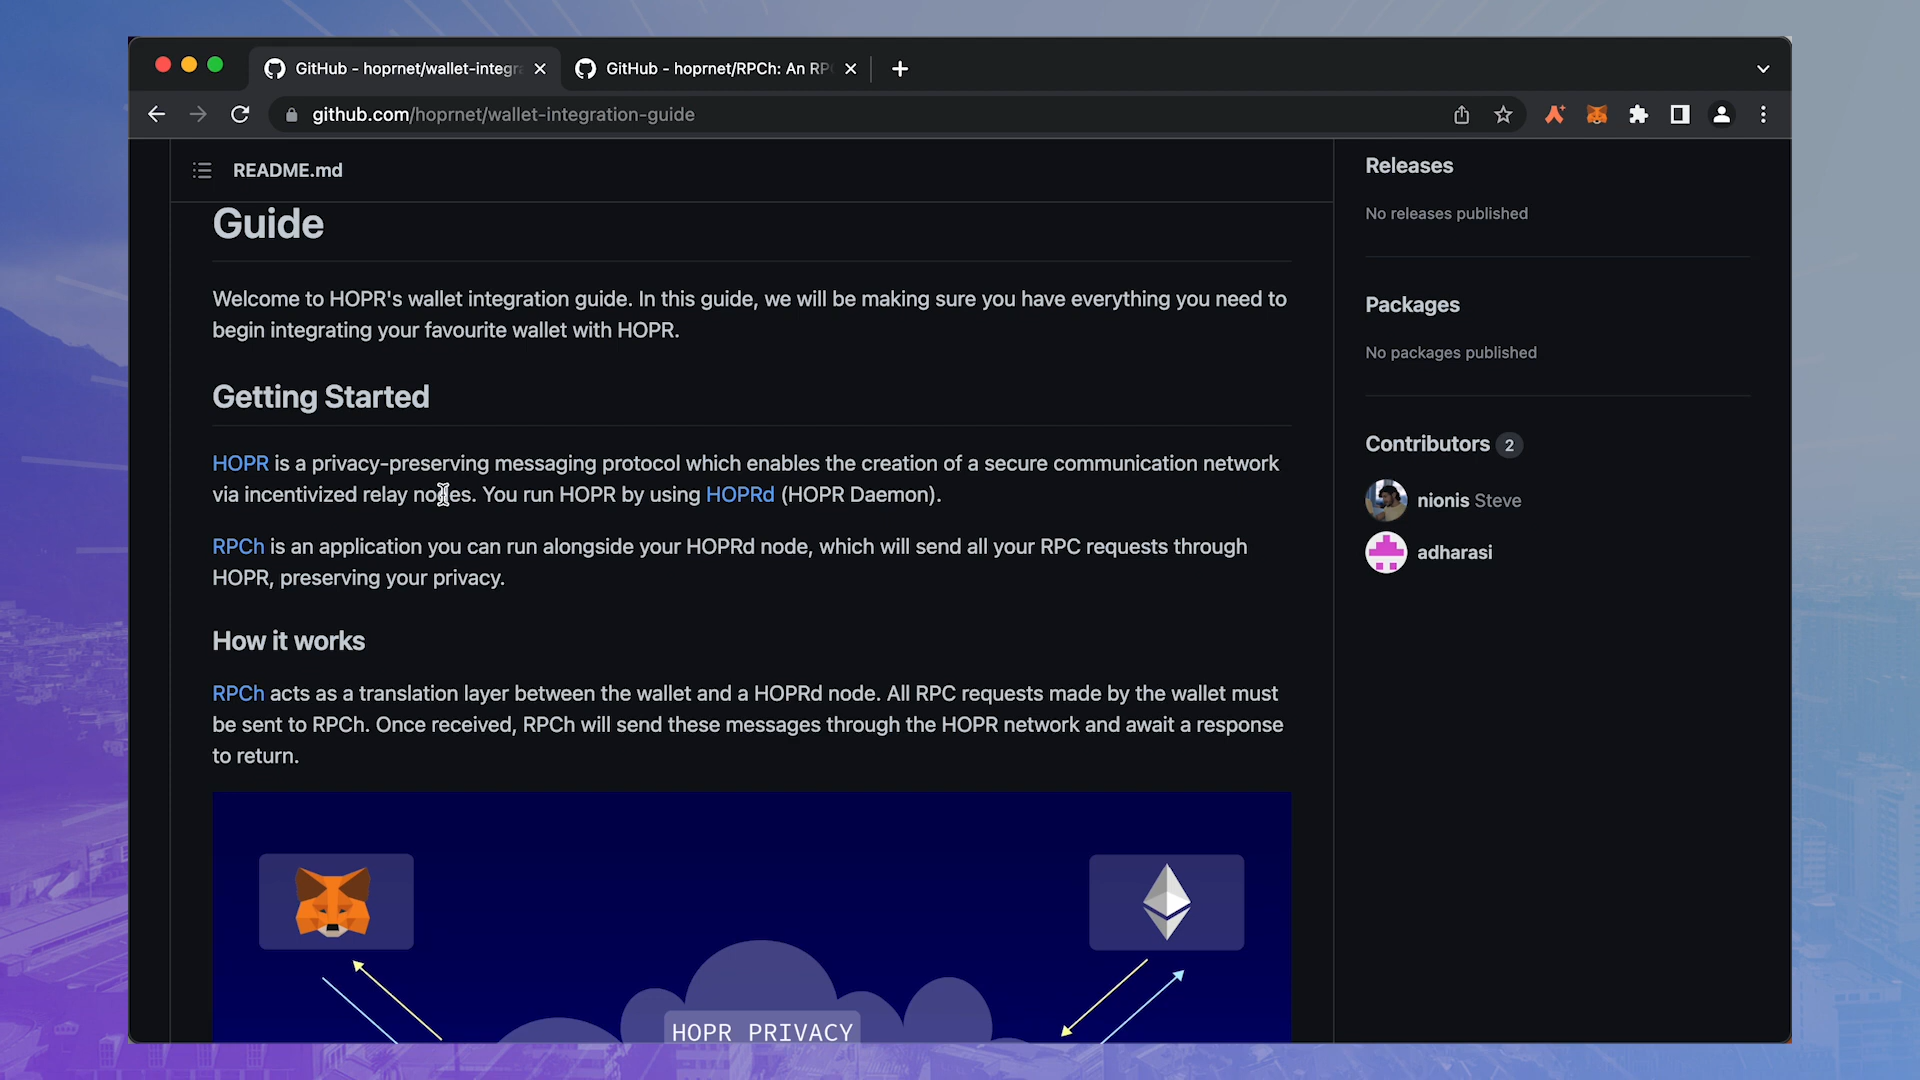 GitHub - hoprnet/wallet-integr
GitHub - hoprnet/RPCh: An RP
github.com/hoprnet/wallet-integration-guide
README.md
Guide
Welcome to HOPR's wallet integration guide. In this guide, we will be making sure you have everything you need to
begin integrating your favourite wallet with HOPR.
Getting Started
HOPR is a privacy-preserving messaging protocol which enables the creation of a secure communication network
via incentivized relay nodes. You run HOPR by using HOPRd (HOPR Daemon).
RPCh is an application you can run alongside your HOPRd node, which will send all your RPC requests through
HOPR, preserving your privacy.
How it works
RPCh acts as a translation layer between the wallet and a HOPRd node. All RPC requests made by the wallet must
be sent to RPCh. Once received, RPCh will send these messages through the HOPR network and await a response
to return.
HOPR PRIVACY
Releases
No releases published
Packages
No packages published
Contributors 2
nionis Steve
adharasi